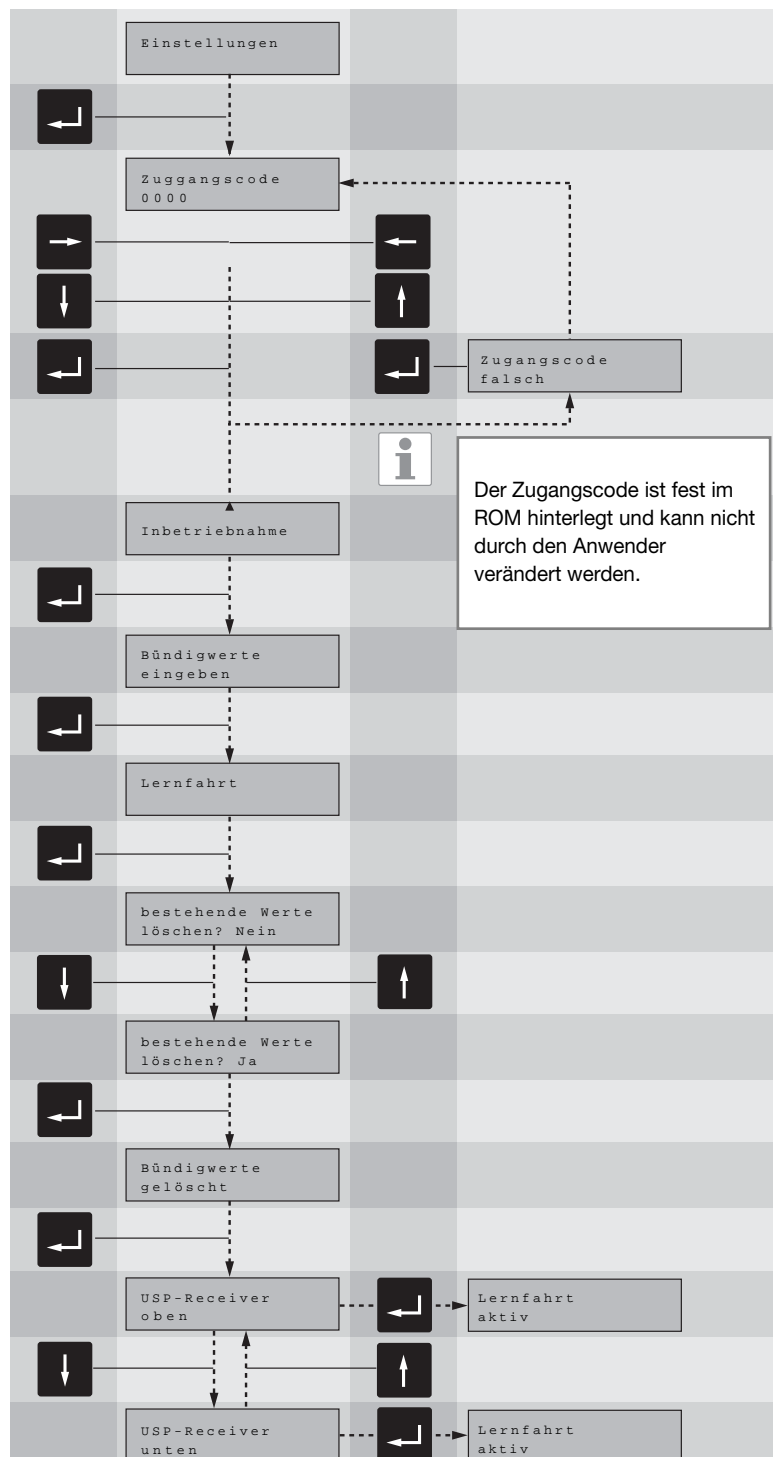 Einstellungen
Zuggangscode
0000
Zugangscode
falsch
Der Zugangscode ist fest im
ROM hinterlegt und kann nicht
durch den Anwender
verändert werden.
Inbetriebnahme
Bündigwerte
eingeben
Lernfahrt
bestehende Werte
löschen? Nein
bestehende Werte
löschen? Ja
Bündigwerte
gelöscht
USP-Receiver
oben
Lernfahrt
aktiv
USP-Receiver
unten
Lernfahrt
aktiv